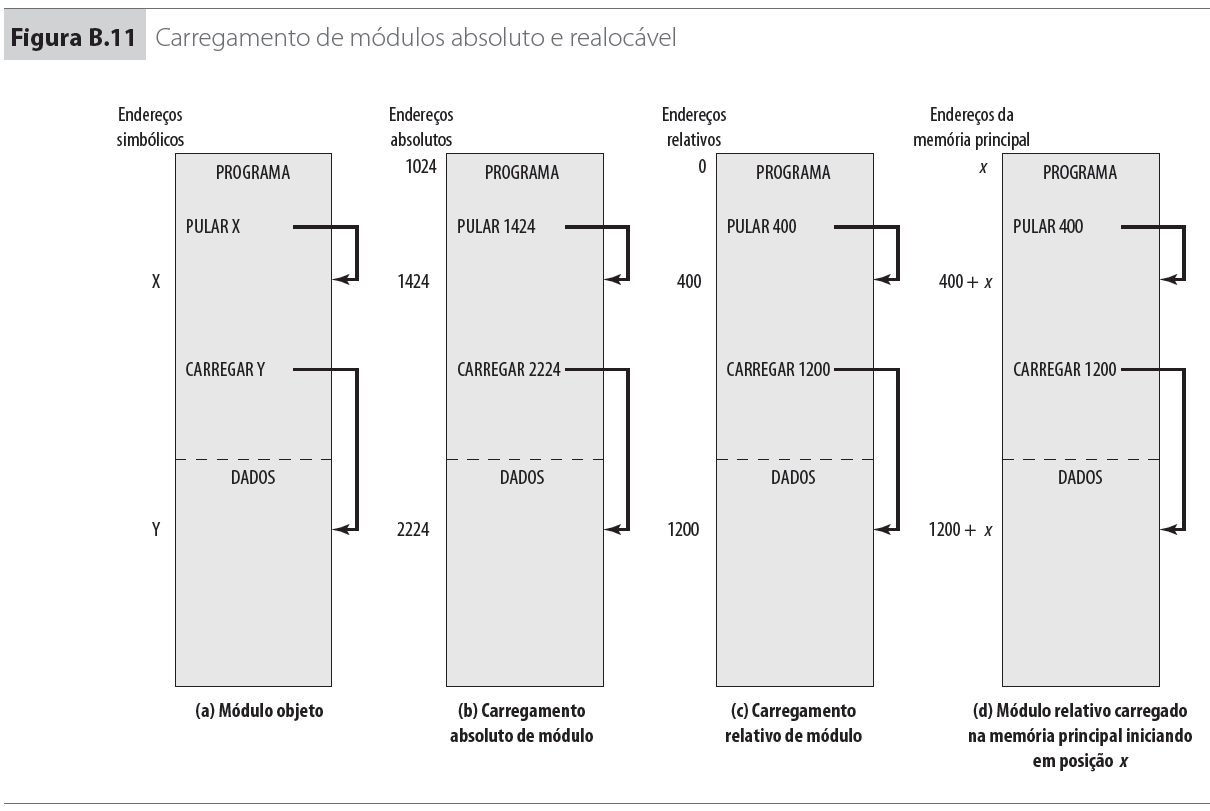 Figura B.11 Carregamento de módulos absoluto e realocável
Endereços
simbólicos
PROGRAMA
PULAR X
X
CARREGAR Y
DADOS
Y
(a) Módulo objeto
Endereços
absolutos
1024
PROGRAMA
PULAR 1424
1424
CARREGAR 2224
DADOS
2224
(b) Carregamento
absoluto de módulo
Endereços
relativos
0
PROGRAMA
PULAR 400
400
CARREGAR 1200
DADOS
1200
(c) Carregamento
relativo de módulo
Endereços da
memória principal
x
PROGRAMA
PULAR 400
400 + x
CARREGAR 1200
DADOS
1200 + x
(d) Módulo relativo carregado
na memória principal iniciando
em posição x